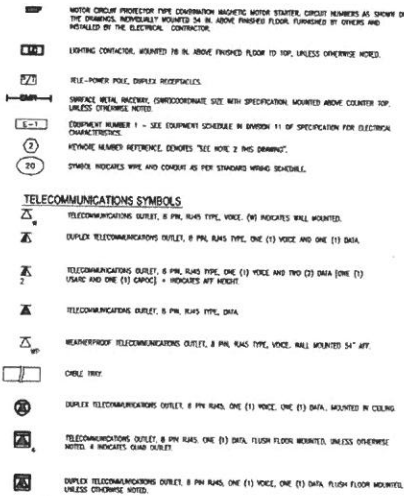 MOTOR CIRCUIT PROTECTOR TYPE COMBINATION MAGNETIC MOTOR STARTER, CIRCUIT NUMBERS AS SHOWN ON
THE DRAWINGS, INDIVIDUALLY MOUNTED 54 IN. ABOVE FINISHED FLOOR. FURNISHED BY OTHERS AND
INSTALLED BY THE ELECTRICAL CONTRACTOR.
LC LIGHTING CONTACTOR, MOUNTED 78 IN. ABOVE FINISHED FLOOR TO TOP, UNLESS OTHERWISE NOTED.
TELE-POWER POLE, DUPLEX RECEPTACLES.
SMR SURFACE METAL RACEWAY, COORDINATE SIZE WITH SPECIFICATION, MOUNTED ABOVE COUNTER TOP,
UNLESS OTHERWISE NOTED.
E-1 EQUIPMENT NUMBER 1 - SEE EQUIPMENT SCHEDULE IN DIVISION 11 OF SPECIFICATION FOR ELECTRICAL
CHARACTERISTICS.
2 KEYNOTE NUMBER REFERENCE. DENOTES "SEE NOTE 2 THIS DRAWING".
20 SYMBOL INDICATES WIRE AND CONDUIT AS PER STANDARD WIRING SCHEDULE.
TELECOMMUNICATIONS SYMBOLS
W TELECOMMUNICATIONS OUTLET, 8 PIN, RJ45 TYPE, VOICE. (W) INDICATES WALL MOUNTED.
DUPLEX TELECOMMUNICATIONS OUTLET, 8 PIN, RJ45 TYPE, ONE (1) VOICE AND ONE (1) DATA.
TELECOMMUNICATIONS OUTLET, 8 PIN, RJ45 TYPE, ONE (1) VOICE AND TWO (2) DATA [ONE (1)
2 USARC AND ONE (1) CAPOC]. + INDICATES AFF HEIGHT
TELECOMMUNICATIONS OUTLET, 8 PIN, RJ45 TYPE, DATA
WP WEATHERPROOF TELECOMMUNICATIONS OUTLET, 8 PIN, RJ45 TYPE, VOICE. WALL MOUNTED 54" AFF.
CABLE TRAY
DUPLEX TELECOMMUNICATIONS OUTLET, 8 PIN RJ45, ONE (1) VOICE, ONE (1) DATA, MOUNTED IN CEILING
TELECOMMUNICATIONS OUTLET, 8 PIN RJ45, ONE (1) DATA, FLUSH FLOOR MOUNTED, UNLESS OTHERWISE
4 NOTED. 4 INDICATES QUAD OUTLET.
DUPLEX TELECOMMUNICATIONS OUTLET, 8 PIN RJ45, ONE (1) VOICE, ONE (1) DATA FLUSH FLOOR MOUNTED,
UNLESS OTHERWISE NOTED.